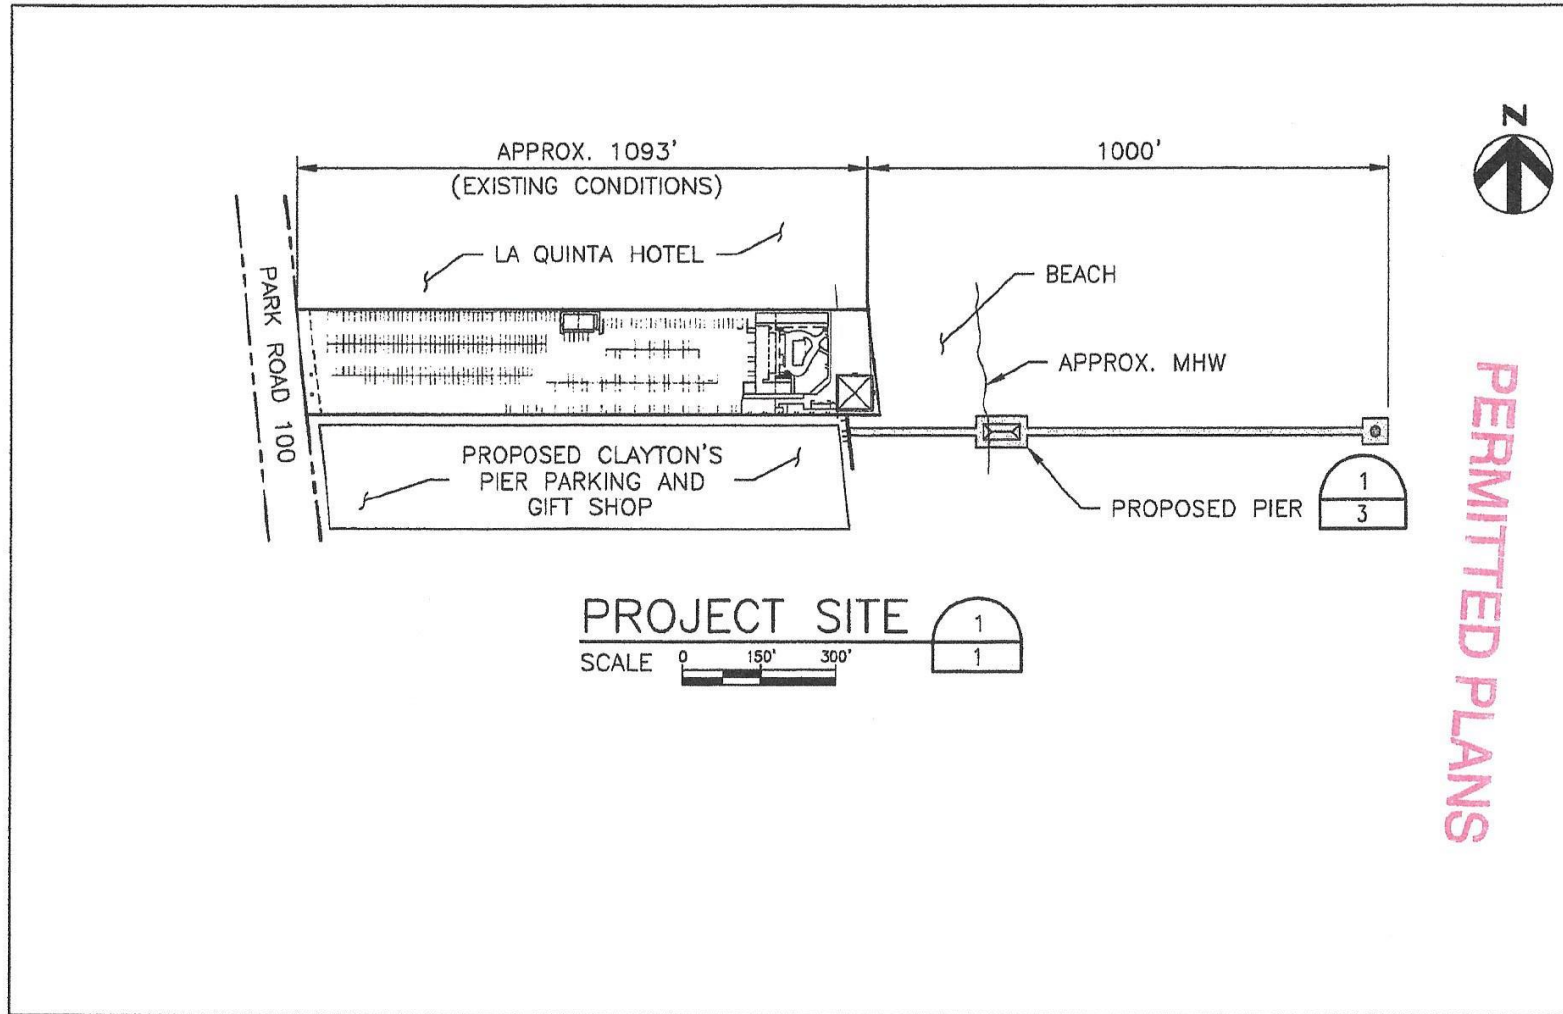 N
APPROX. 1093'
(EXISTING CONDITIONS)
1000'
LA QUINTA HOTEL
BEACH
APPROX. MHW
PARK ROAD 100
PROPOSED CLAYTON'S
PIER PARKING AND
GIFT SHOP
PROPOSED PIER
1
3
PROJECT SITE
1
1
SCALE
0 150' 300'
PERMITTED PLANS